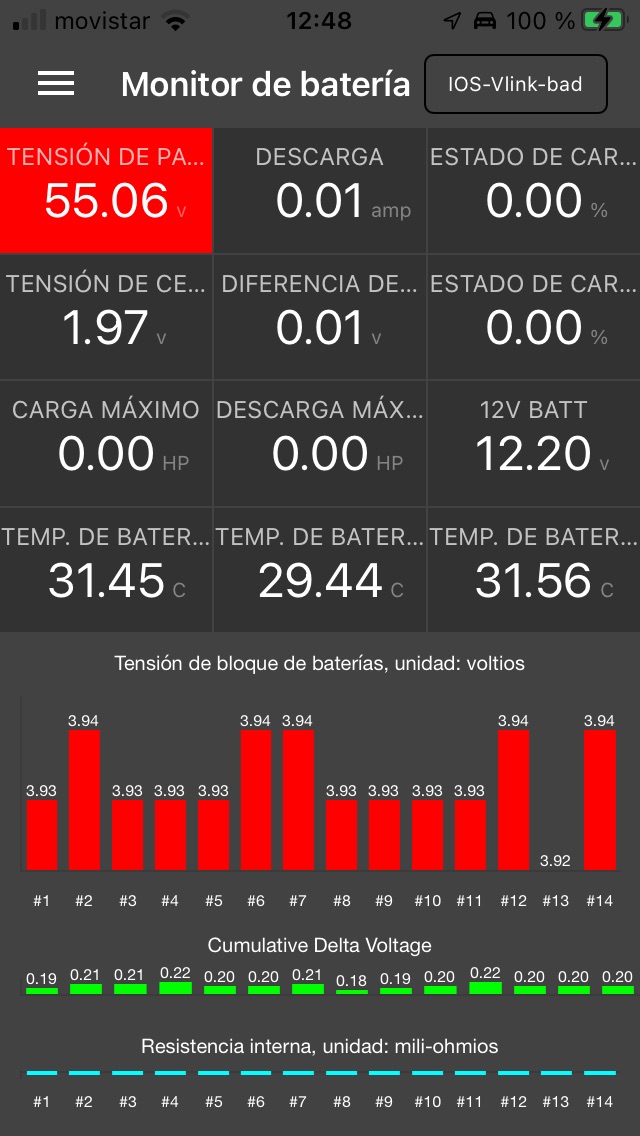 movistar 12:48 100 %
Monitor de batería IOS-Vlink-bad
TENSIÓN DE PA... DESCARGA ESTADO DE CAR...
55.06 v 0.01 amp 0.00 %
TENSIÓN DE CE... DIFERENCIA DE... ESTADO DE CAR...
1.97 v 0.01 v 0.00 %
CARGA MÁXIMO DESCARGA MÁX... 12V BATT
0.00 HP 0.00 HP 12.20 v
TEMP. DE BATER... TEMP. DE BATER... TEMP. DE BATER...
31.45 C 29.44 C 31.56 C
Tensión de bloque de baterías, unidad: voltios
3.93 3.94 3.93 3.93 3.93 3.94 3.94 3.93 3.93 3.93 3.93 3.94 3.92 3.94
#1 #2 #3 #4 #5 #6 #7 #8 #9 #10 #11 #12 #13 #14
Cumulative Delta Voltage
0.19 0.21 0.21 0.22 0.20 0.20 0.21 0.18 0.19 0.20 0.22 0.20 0.20 0.20
Resistencia interna, unidad: mili-ohmios
#1 #2 #3 #4 #5 #6 #7 #8 #9 #10 #11 #12 #13 #14